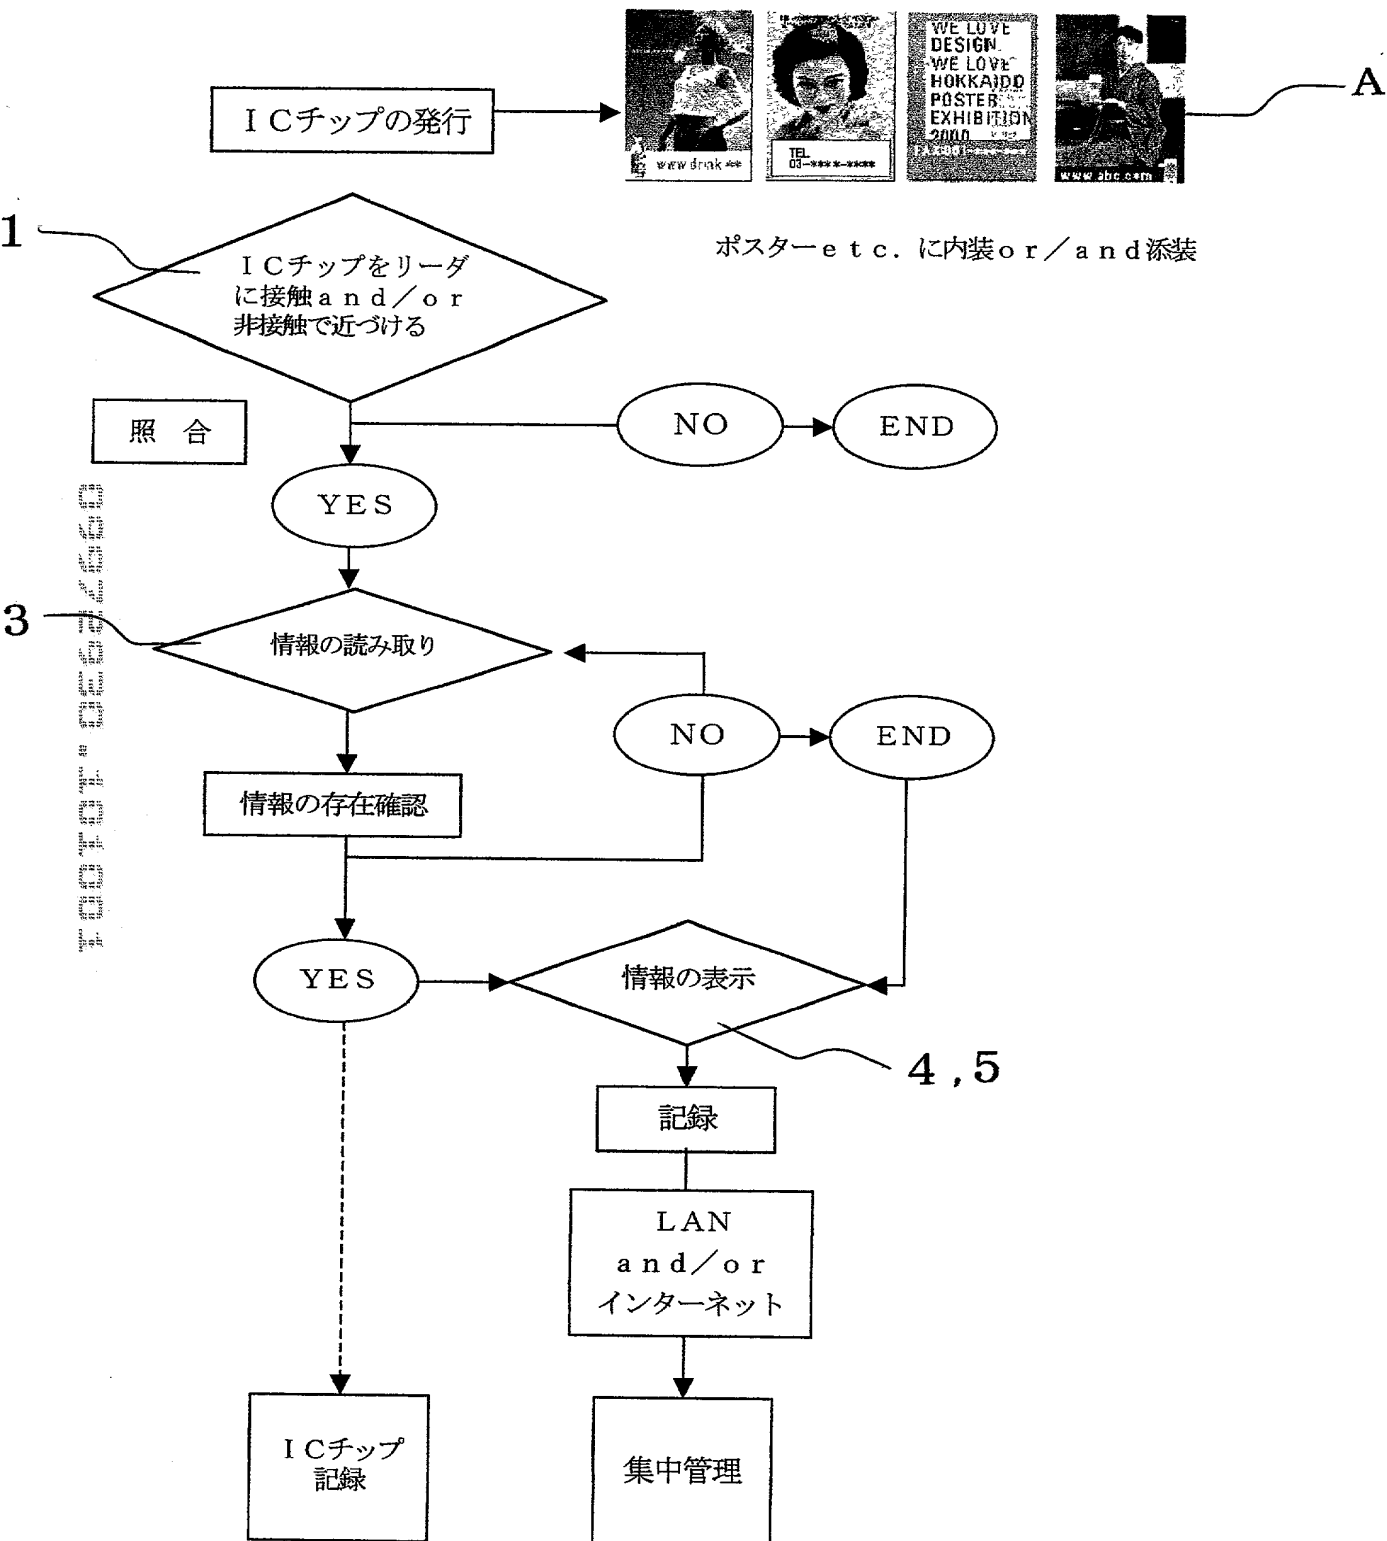 ICチップの発行
WE LOVE
DESIGN.
WE LOVE
HOKKAIDO
POSTER
EXHIBITION
2000
www drink **
TEL
03-****-****
www abc.c*m
A
ポスターetc. に内装or/and添装
1
ICチップをリーダ
に接触and/or
非接触で近づける
照 合
NO
END
YES
3
情報の読み取り
NO
END
情報の存在確認
YES
情報の表示
4,5
記録
LAN
and/or
インターネット
ICチップ
記録
集中管理